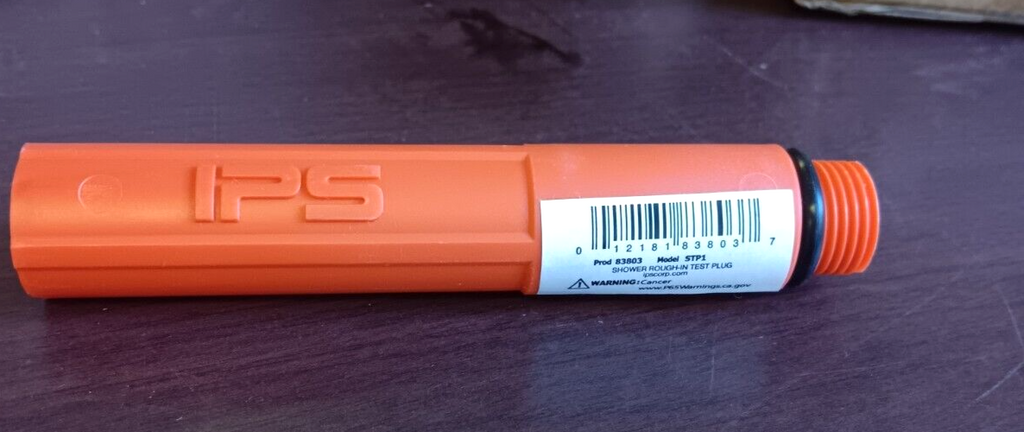 IPS
0 12181 83803 7
Prod 83803 Model STP1
SHOWER ROUGH-IN TEST PLUG
ipscorp.com
⚠ WARNING: Cancer
www.P65Warnings.ca.gov